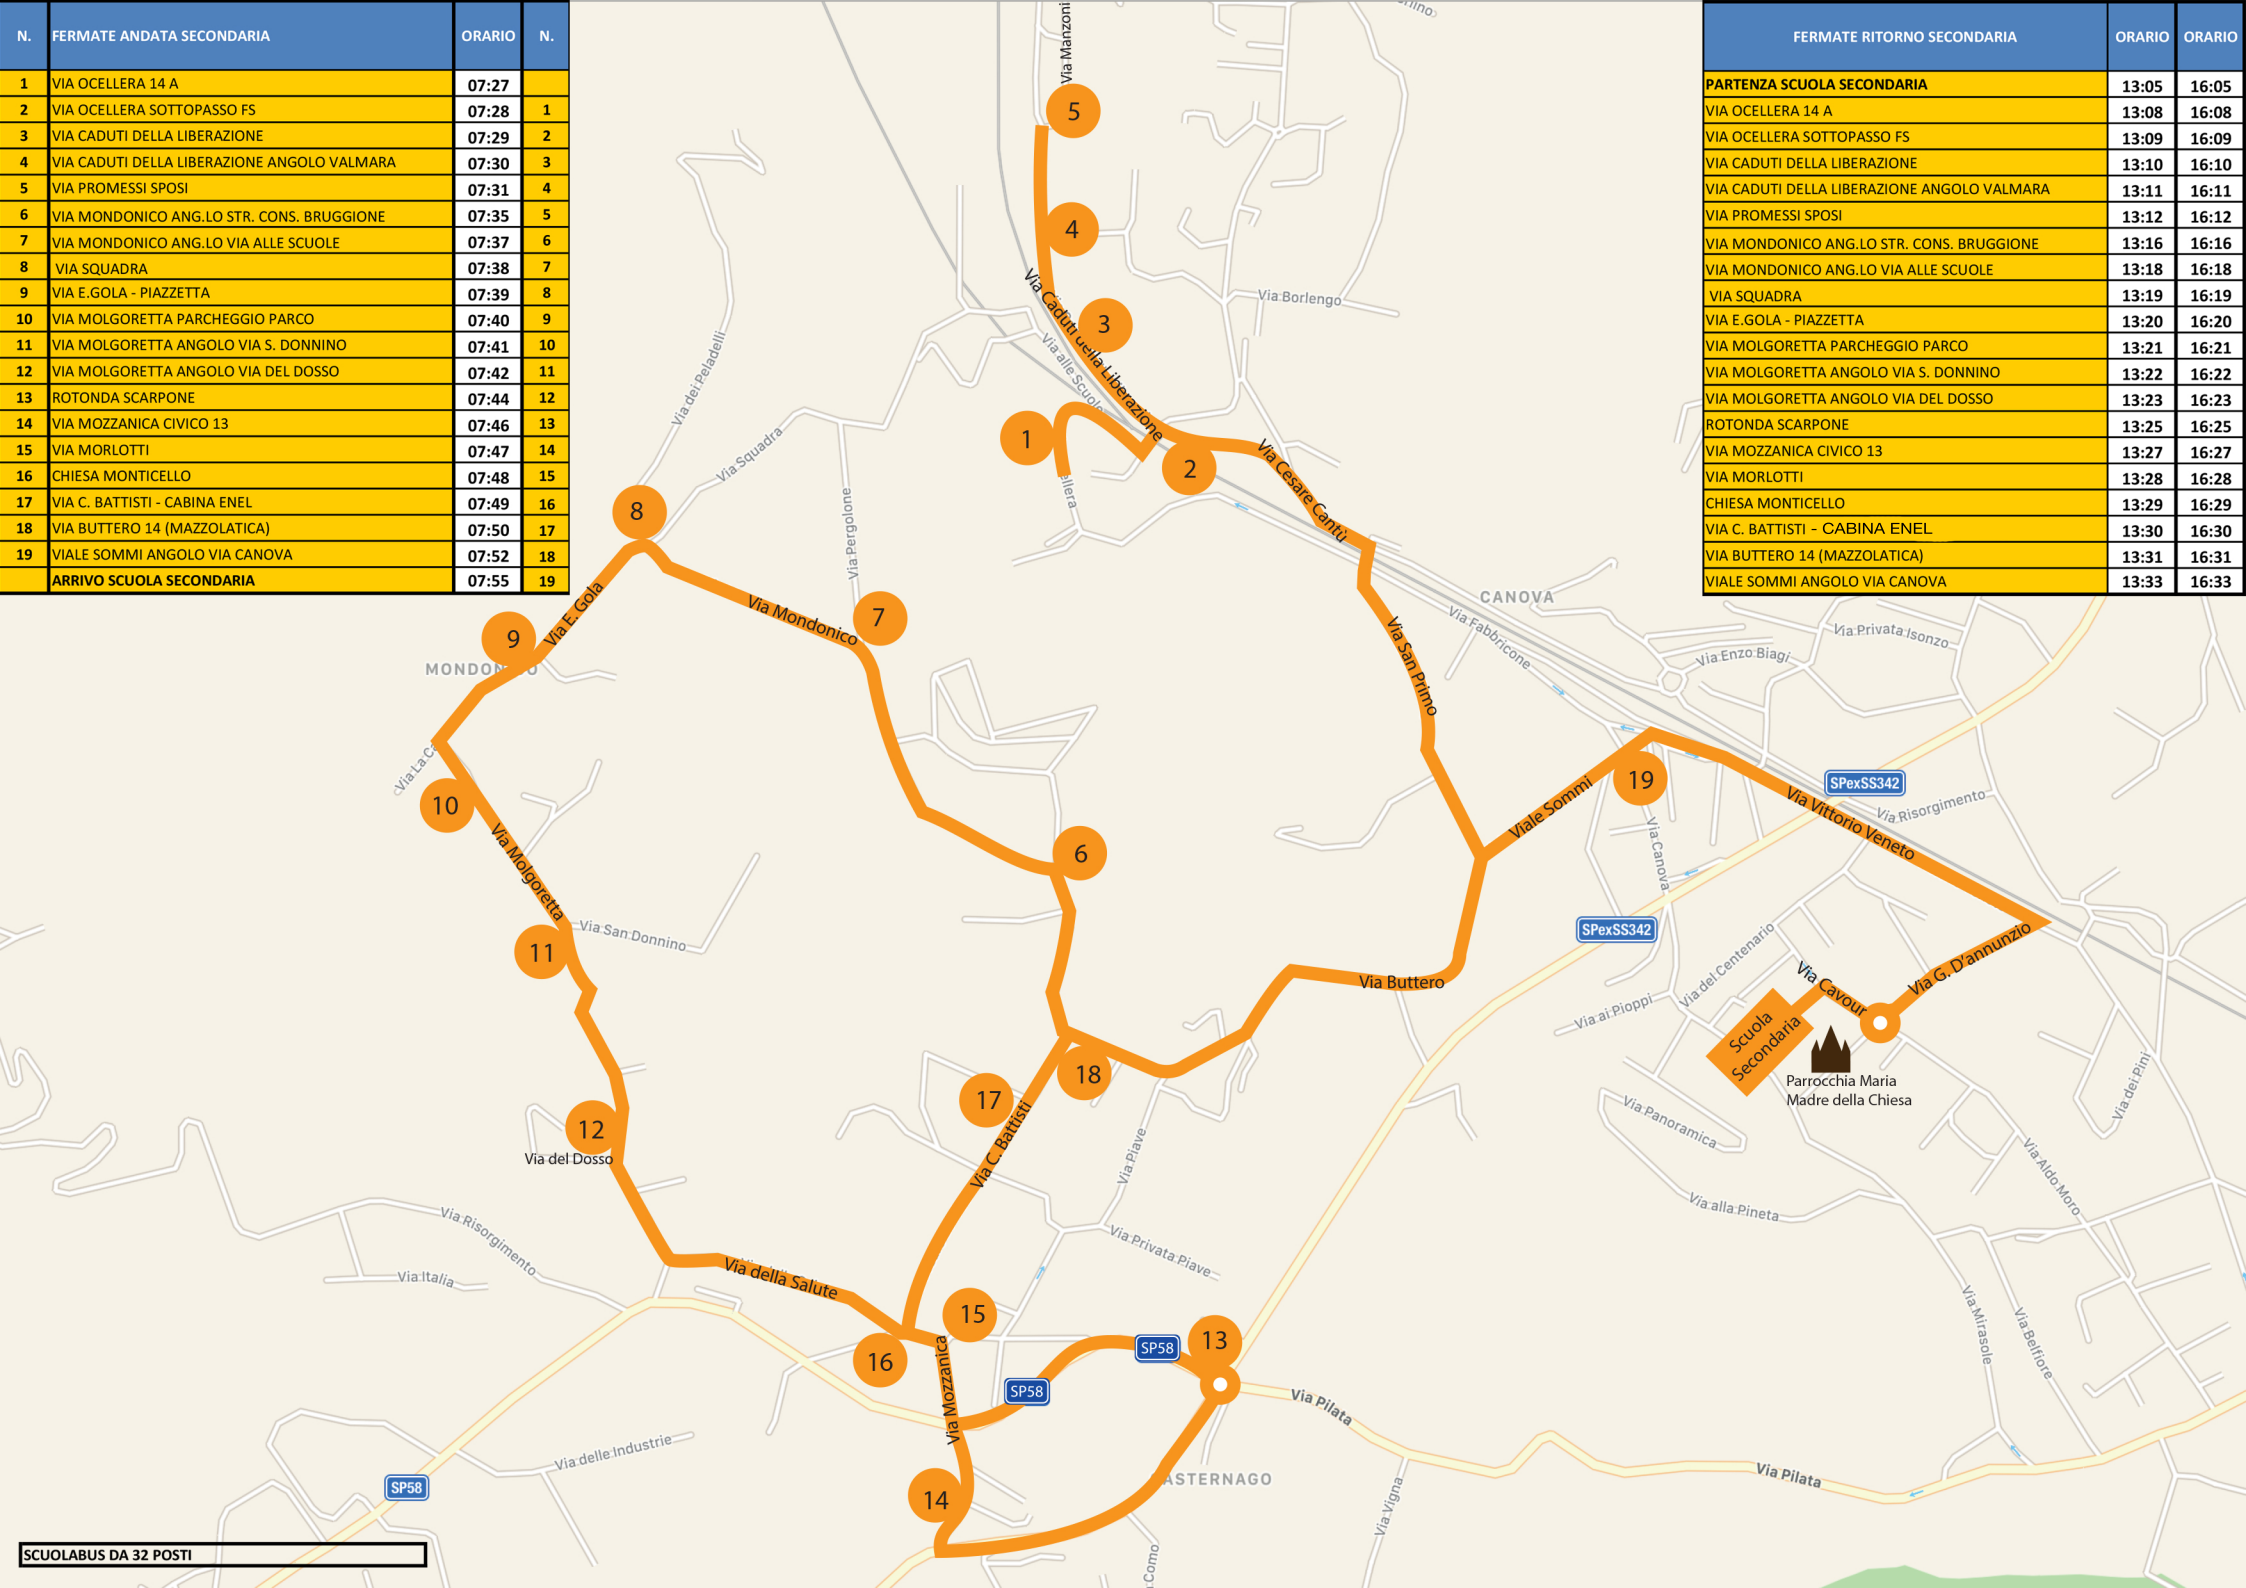 N. FERMATE ANDATA SECONDARIA ORARIO N.
1 VIA OCELLERA 14 A 07:27
2 VIA OCELLERA SOTTOPASSO FS 07:28 1
3 VIA CADUTI DELLA LIBERAZIONE 07:29 2
4 VIA CADUTI DELLA LIBERAZIONE ANGOLO VALMARA 07:30 3
5 VIA PROMESSI SPOSI 07:31 4
6 VIA MONDONICO ANG.LO STR. CONS. BRUGGIONE 07:35 5
7 VIA MONDONICO ANG.LO VIA ALLE SCUOLE 07:37 6
8 VIA SQUADRA 07:38 7
9 VIA E.GOLA - PIAZZETTA 07:39 8
10 VIA MOLGORETTA PARCHEGGIO PARCO 07:40 9
11 VIA MOLGORETTA ANGOLO VIA S. DONNINO 07:41 10
12 VIA MOLGORETTA ANGOLO VIA DEL DOSSO 07:42 11
13 ROTONDA SCARPONE 07:44 12
14 VIA MOZZANICA CIVICO 13 07:46 13
15 VIA MORLOTTI 07:47 14
16 CHIESA MONTICELLO 07:48 15
17 VIA C. BATTISTI - CABINA ENEL 07:49 16
18 VIA BUTTERO 14 (MAZZOLATICA) 07:50 17
19 VIALE SOMMI ANGOLO VIA CANOVA 07:52 18
ARRIVO SCUOLA SECONDARIA 07:55 19
FERMATE RITORNO SECONDARIA ORARIO ORARIO
PARTENZA SCUOLA SECONDARIA 13:05 16:05
VIA OCELLERA 14 A 13:08 16:08
VIA OCELLERA SOTTOPASSO FS 13:09 16:09
VIA CADUTI DELLA LIBERAZIONE 13:10 16:10
VIA CADUTI DELLA LIBERAZIONE ANGOLO VALMARA 13:11 16:11
VIA PROMESSI SPOSI 13:12 16:12
VIA MONDONICO ANG.LO STR. CONS. BRUGGIONE 13:16 16:16
VIA MONDONICO ANG.LO VIA ALLE SCUOLE 13:18 16:18
VIA SQUADRA 13:19 16:19
VIA E.GOLA - PIAZZETTA 13:20 16:20
VIA MOLGORETTA PARCHEGGIO PARCO 13:21 16:21
VIA MOLGORETTA ANGOLO VIA S. DONNINO 13:22 16:22
VIA MOLGORETTA ANGOLO VIA DEL DOSSO 13:23 16:23
ROTONDA SCARPONE 13:25 16:25
VIA MOZZANICA CIVICO 13 13:27 16:27
VIA MORLOTTI 13:28 16:28
CHIESA MONTICELLO 13:29 16:29
VIA C. BATTISTI - CABINA ENEL 13:30 16:30
VIA BUTTERO 14 (MAZZOLATICA) 13:31 16:31
VIALE SOMMI ANGOLO VIA CANOVA 13:33 16:33
Via Manzoni
5
4
Via Caduti della Liberazione
3
Via Borlengo
Via alle Scuole
Via dei Peladelli
1
2
Via Cesare Cantù
Via Squadra
Via Pergolone
8
CANOVA
Via Fabbricone
Via Privata Isonzo
Via Enzo Biagi
Via E. Gola
Via Mondonico
7
9
Via San Primo
10
Via Molgoretta
6
19
Viale Sommi
Via Canova
SPexSS342
Via Vittorio Veneto
Via Risorgimento
11
Via San Donnino
SPexSS342
Via del Centenario
Via G. D'annunzio
Via Buttero
Via Cavour
Via ai Pioppi
Scuola
Secondaria
Parrocchia Maria
Madre della Chiesa
18
17
Via C. Battisti
Via Piave
Via Panoramica
Via dei Pini
12
Via del Dosso
Via Aldo Moro
Via alla Pineta
Via Risorgimento
Via Italia
Via Privata Piave
Via della Salute
Via Mirasole
Via Belfiore
15
16
13
SP58
SP58
Via Mozzanica
Via Pilata
Via delle Industrie
14
ASTERNAGO
Via Pilata
SP58
Via Vigna
Como
SCUOLABUS DA 32 POSTI